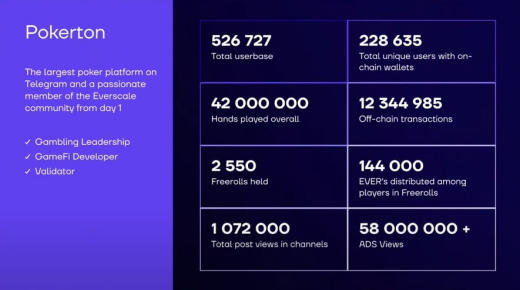 Pokerton
The largest poker platform on
Telegram and a passionate
member of the Everscale
community from day 1
✓ Gambling Leadership
✓ GameFi Developer
✓ Validator
526 727
Total userbase
228 635
Total unique users with on-
chain wallets
42 000 000
Hands played overall
12 344 985
Off-chain transactions
2 550
Freerolls held
144 000
EVER's distributed among
players in Freerolls
1 072 000
Total post views in channels
58 000 000 +
ADS Views